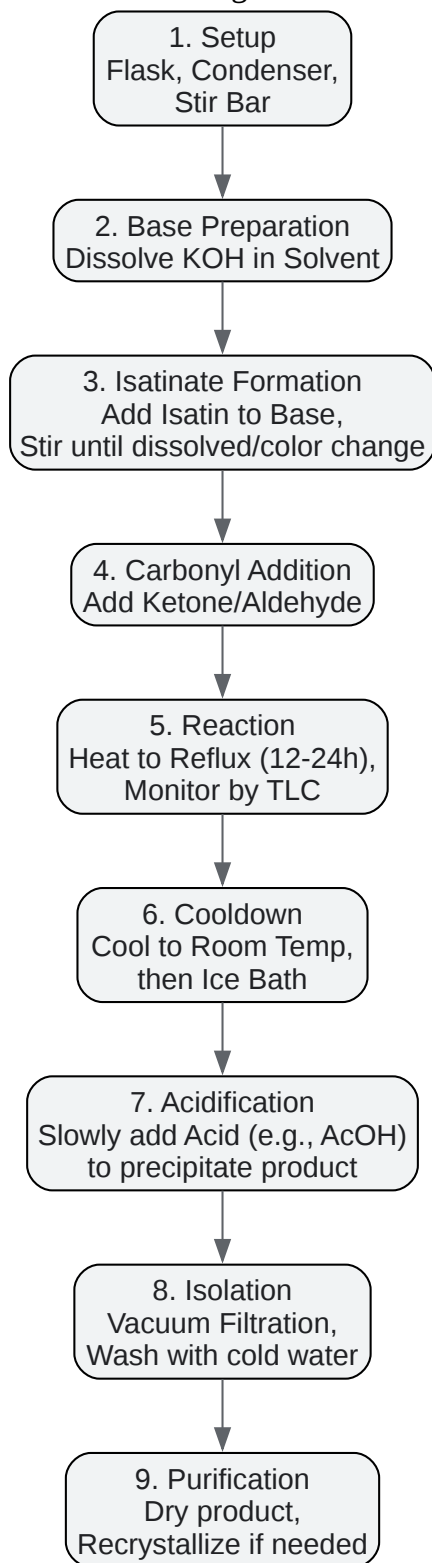 1. Setup
Flask, Condenser,
Stir Bar
2. Base Preparation
Dissolve KOH in Solvent
3. Isatinate Formation
Add Isatin to Base,
Stir until dissolved/color change
4. Carbonyl Addition
Add Ketone/Aldehyde
5. Reaction
Heat to Reflux (12-24h),
Monitor by TLC
6. Cooldown
Cool to Room Temp,
then Ice Bath
7. Acidification
Slowly add Acid (e.g., AcOH)
to precipitate product
8. Isolation
Vacuum Filtration,
Wash with cold water
9. Purification
Dry product,
Recrystallize if needed